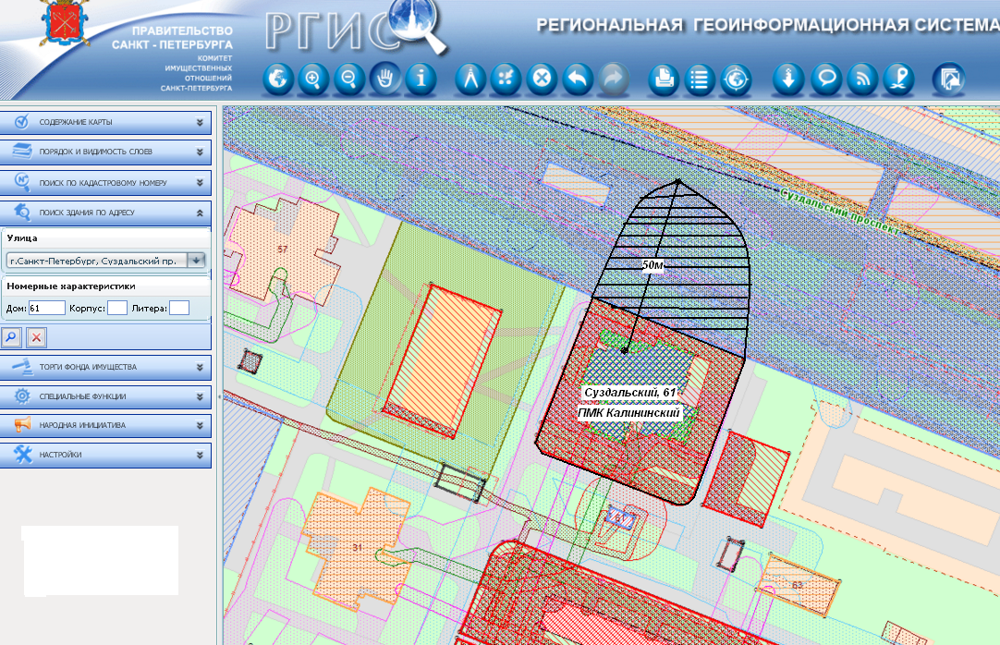 ПРАВИТЕЛЬСТВО
САНКТ - ПЕТЕРБУРГА
КОМИТЕТ
ИМУЩЕСТВЕННЫХ
ОТНОШЕНИЙ
САНКТ-ПЕТЕРБУРГА
РГИС
РЕГИОНАЛЬНАЯ ГЕОИНФОРМАЦИОННАЯ СИСТЕМА
СОДЕРЖАНИЕ КАРТЫ
ПОРЯДОК И ВИДИМОСТЬ СЛОЕВ
ПОИСК ПО КАДАСТРОВОМУ НОМЕРУ
ПОИСК ЗДАНИЯ ПО АДРЕСУ
Улица
г.Санкт-Петербург, Суздальский пр.
Номерные характеристики
Дом: 61 Корпус: Литера:
ТОРГИ ФОНДА ИМУЩЕСТВА
СПЕЦИАЛЬНЫЕ ФУНКЦИИ
НАРОДНАЯ ИНИЦИАТИВА
НАСТРОЙКИ
Суздальский проспект
57
50м
Суздальский, 61
ПМК Калининский
61
31
63